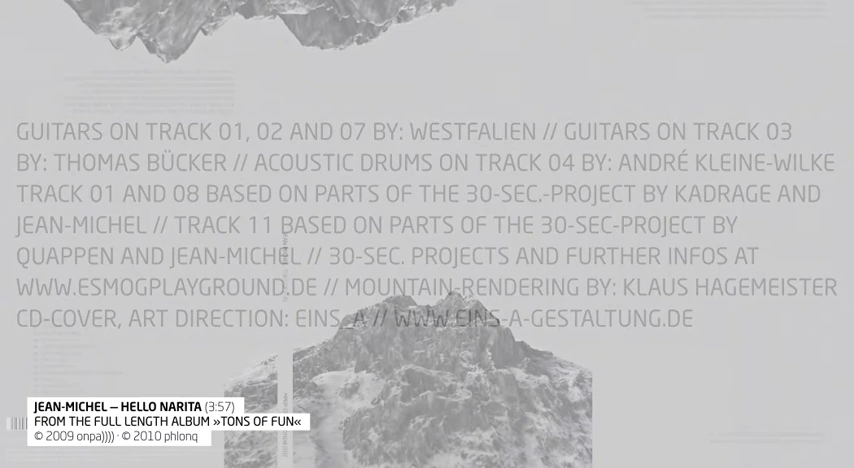 GUITARS ON TRACK 01, 02 AND 07 BY: WESTFALIEN // GUITARS ON TRACK 03
BY: THOMAS BÜCKER // ACOUSTIC DRUMS ON TRACK 04 BY: ANDRÉ KLEINE-WILKE
TRACK 01 AND 08 BASED ON PARTS OF THE 30-SEC.-PROJECT BY KADRAGE AND
JEAN-MICHEL // TRACK 11 BASED ON PARTS OF THE 30-SEC-PROJECT BY
QUAPPEN AND JEAN-MICHEL // 30-SEC. PROJECTS AND FURTHER INFOS AT
WWW.ESMOGPLAYGROUND.DE // MOUNTAIN-RENDERING BY: KLAUS HAGEMEISTER
CD-COVER, ART DIRECTION: EINS_A // WWW.EINS-A-GESTALTUNG.DE
JEAN-MICHEL – HELLO NARITA (3:57)
FROM THE FULL LENGTH ALBUM »TONS OF FUN«
© 2009 onpa)))) · © 2010 phlonq